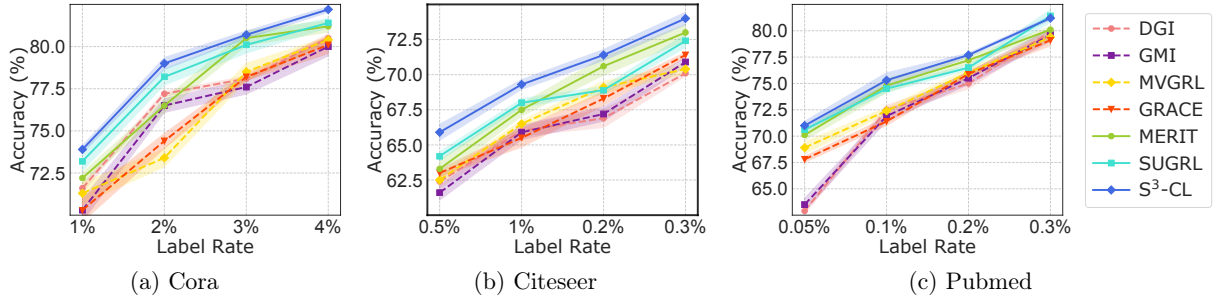 Accuracy (%)
80.0
77.5
75.0
72.5
1%
2%
3%
4%
Label Rate
(a) Cora
Accuracy (%)
72.5
70.0
67.5
65.0
62.5
0.5%
1%
0.2%
0.3%
Label Rate
(b) Citeseer
Accuracy (%)
80.0
77.5
75.0
72.5
70.0
67.5
65.0
0.05%
0.1%
0.2%
0.3%
Label Rate
(c) Pubmed
DGI
GMI
MVGRL
GRACE
MERIT
SUGRL
S³-CL